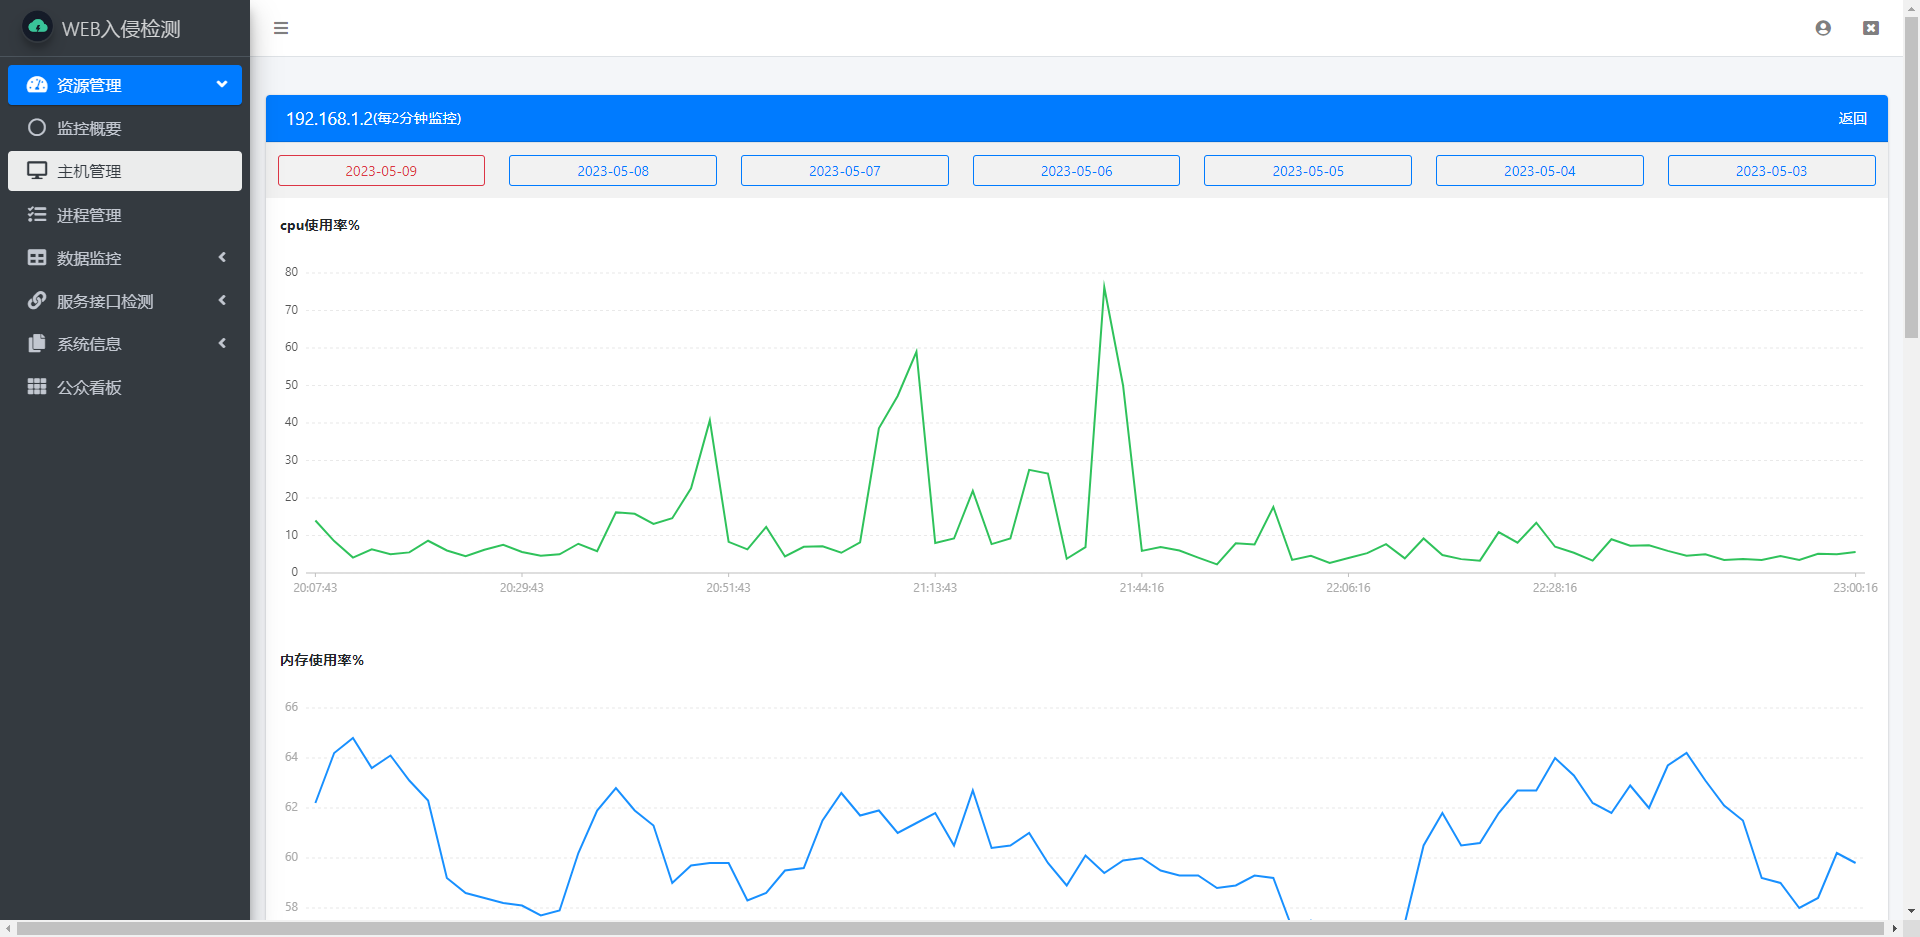 WEB入侵检测
资源管理
监控概要
主机管理
进程管理
数据监控
服务接口检测
系统信息
公众看板
192.168.1.2(每2分钟监控)
返回
2023-05-09 2023-05-08 2023-05-07 2023-05-06 2023-05-05 2023-05-04 2023-05-03
cpu使用率%
80
70
60
50
40
30
20
10
0
20:07:43 20:29:43 20:51:43 21:13:43 21:44:16 22:06:16 22:28:16 23:00:16
内存使用率%
66
64
62
60
58